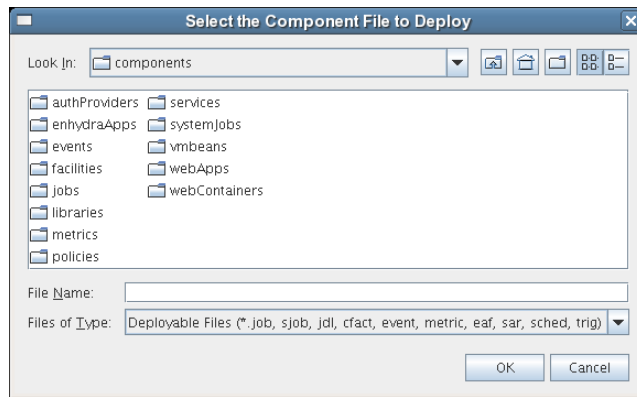 Select the Component File to Deploy
Look In: components
authProviders services
enhydraApps systemJobs
events vmbeans
facilities webApps
jobs webContainers
libraries
metrics
policies
File Name:
Files of Type: Deployable Files (*.job, sjob, jdl, cfact, event, metric, eaf, sar, sched, trig)
OK Cancel